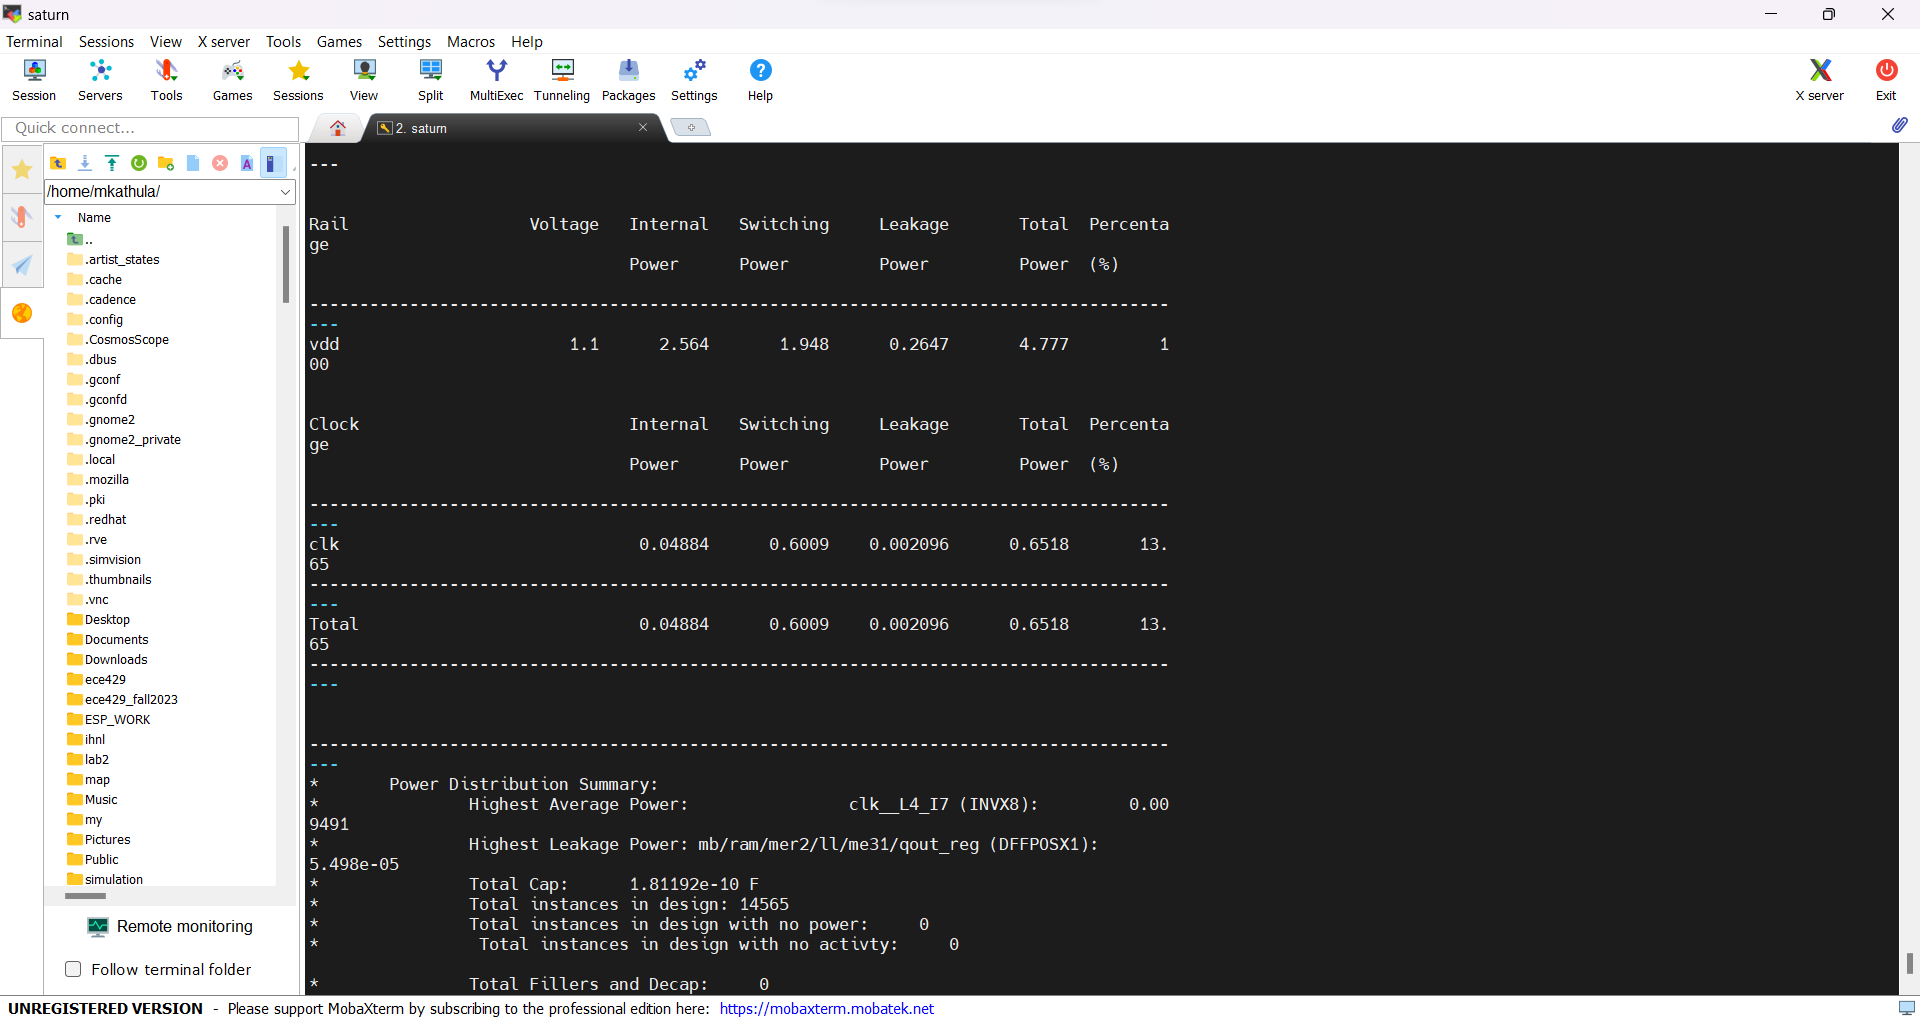 saturn
Terminal Sessions View X server Tools Games Settings Macros Help
Session Servers Tools Games Sessions View Split MultiExec Tunneling Packages Settings Help X server Exit
Quick connect...
2. saturn
/home/mkathula/
Name
..
.artist_states
.cache
.cadence
.config
.CosmosScope
.dbus
.gconf
.gconfd
.gnome2
.gnome2_private
.local
.mozilla
.pki
.redhat
.rve
.simvision
.thumbnails
.vnc
Desktop
Documents
Downloads
ece429
ece429_fall2023
ESP_WORK
ihnl
lab2
map
Music
my
Pictures
Public
simulation
Remote monitoring
Follow terminal folder
---
Rail Voltage Internal Switching Leakage Total Percenta
ge
Power Power Power Power (%)
--------------------------------------------------------------------------------------
---
vdd 1.1 2.564 1.948 0.2647 4.777 1
00
Clock Internal Switching Leakage Total Percenta
ge
Power Power Power Power (%)
--------------------------------------------------------------------------------------
---
clk 0.04884 0.6009 0.002096 0.6518 13.
65
--------------------------------------------------------------------------------------
---
Total 0.04884 0.6009 0.002096 0.6518 13.
65
--------------------------------------------------------------------------------------
---
--------------------------------------------------------------------------------------
---
* Power Distribution Summary:
* Highest Average Power: clk__L4_I7 (INVX8): 0.00
9491
* Highest Leakage Power: mb/ram/mer2/ll/me31/qout_reg (DFFPOSX1):
5.498e-05
* Total Cap: 1.81192e-10 F
* Total instances in design: 14565
* Total instances in design with no power: 0
* Total instances in design with no activty: 0
* Total Fillers and Decap: 0
UNREGISTERED VERSION - Please support MobaXterm by subscribing to the professional edition here: https://mobaxterm.mobatek.net